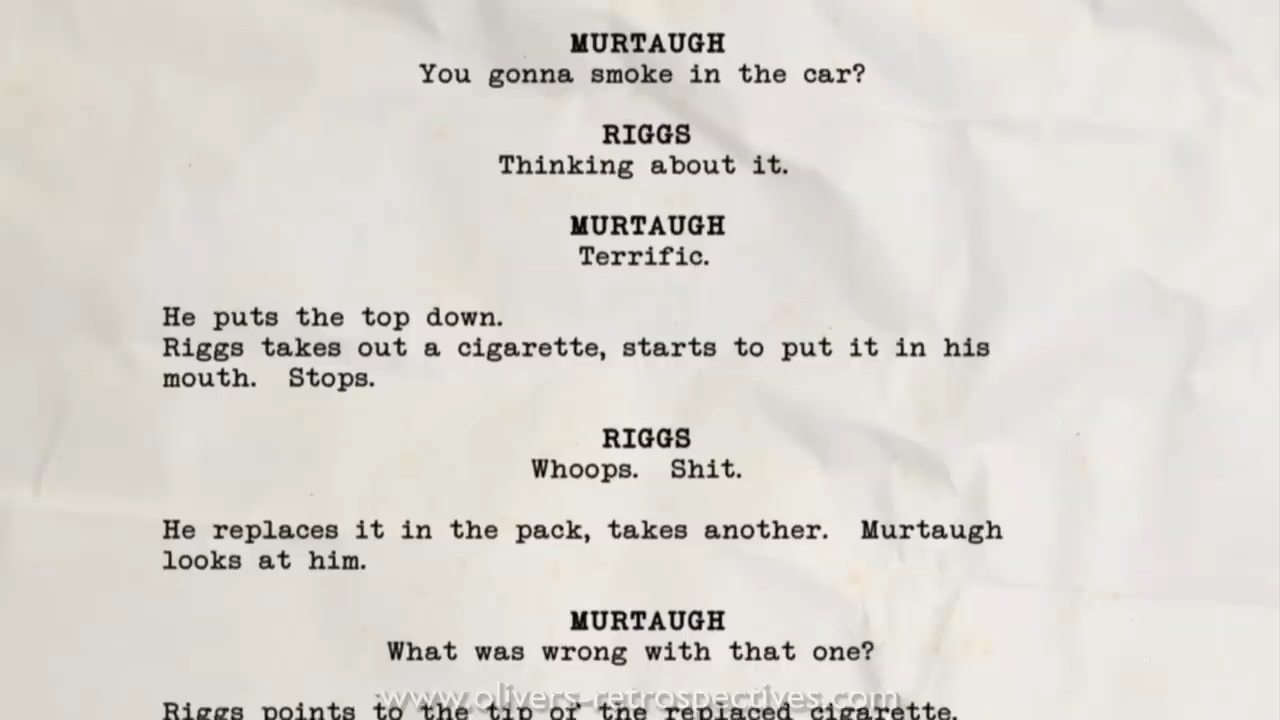 MURTAUGH
You gonna smoke in the car?
RIGGS
Thinking about it.
MURTAUGH
Terrific.
He puts the top down.
Riggs takes out a cigarette, starts to put it in his
mouth.  Stops.
RIGGS
Whoops.  Shit.
He replaces it in the pack, takes another.  Murtaugh
looks at him.
MURTAUGH
What was wrong with that one?
www.olivers-retrospectives.com
Riggs points to the tip of the replaced cigarette.